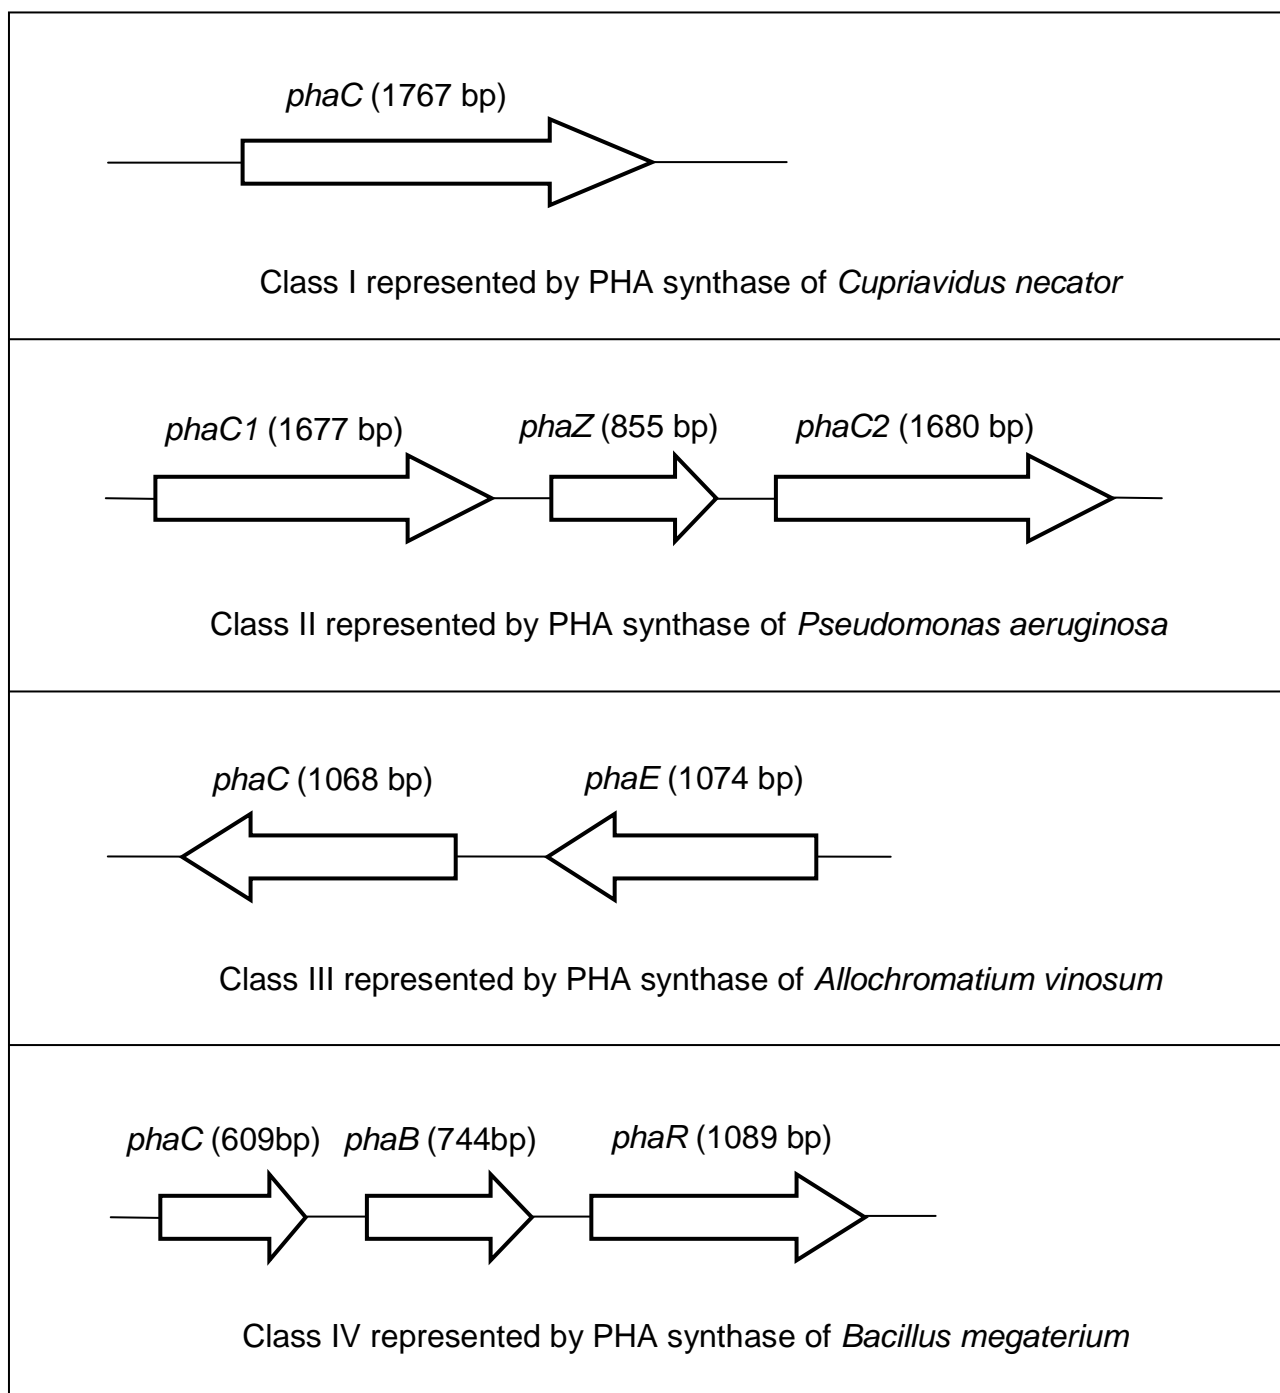 phaC (1767 bp)
Class I represented by PHA synthase of Cupriavidus necator
phaC1 (1677 bp) phaZ (855 bp) phaC2 (1680 bp)
Class II represented by PHA synthase of Pseudomonas aeruginosa
phaC (1068 bp) phaE (1074 bp)
Class III represented by PHA synthase of Allochromatium vinosum
phaC (609bp) phaB (744bp) phaR (1089 bp)
Class IV represented by PHA synthase of Bacillus megaterium